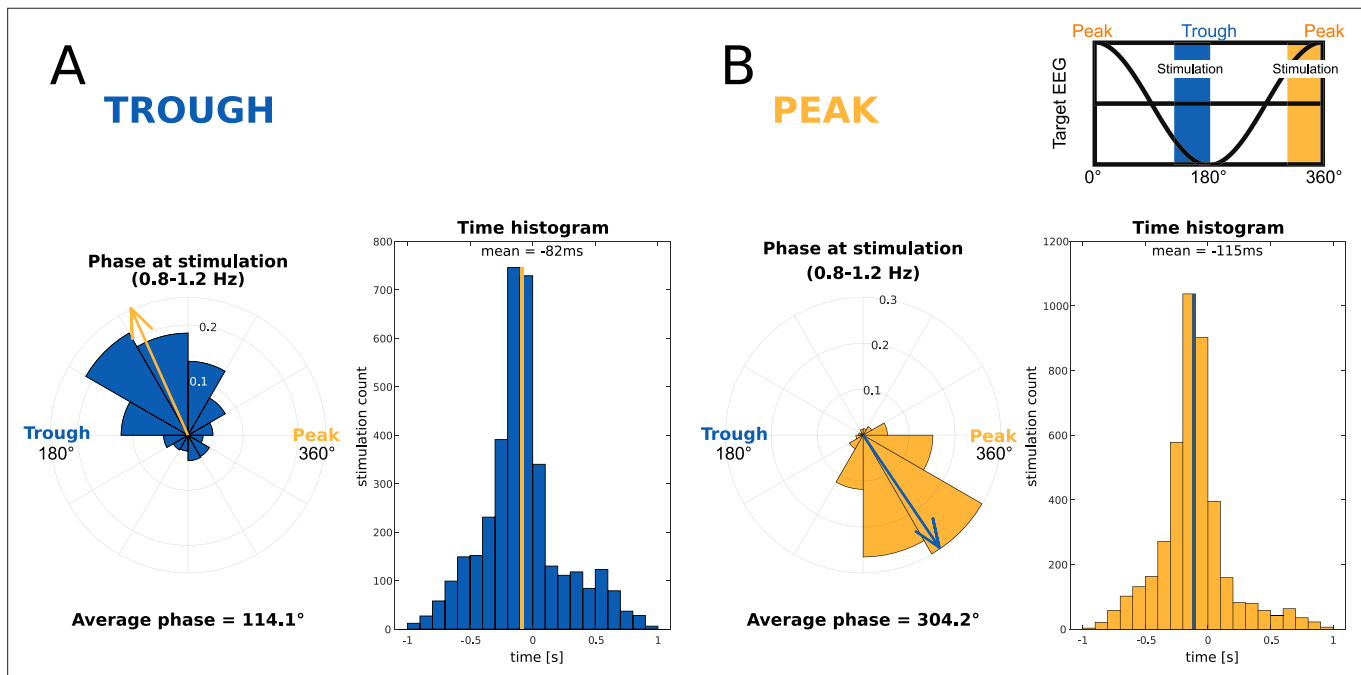 A
TROUGH
Phase at stimulation
(0.8-1.2 Hz)
0.2
0.1
Trough
180°
Peak
360°
Average phase = 114.1°
Time histogram
mean = -82ms
stimulation count
800
700
600
500
400
300
200
100
0
-1 -0.5 0 0.5 1
time [s]
B
PEAK
Peak Trough Peak
Stimulation Stimulation
Target EEG
0° 180° 360°
Phase at stimulation
(0.8-1.2 Hz)
0.3
0.2
0.1
Trough
180°
Peak
360°
Average phase = 304.2°
Time histogram
mean = -115ms
stimulation count
1200
1000
800
600
400
200
0
-1 -0.5 0 0.5 1
time [s]